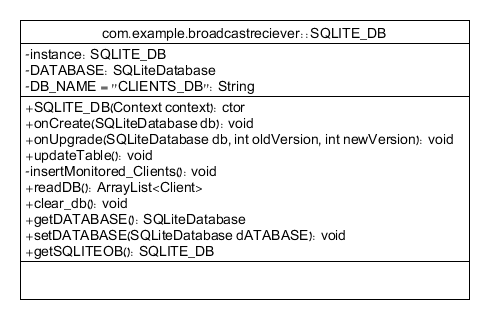 com.example.broadcastreciever::SQLITE_DB
-instance: SQLITE_DB
-DATABASE: SQLiteDatabase
-DB_NAME = "CLIENTS_DB": String
+SQLITE_DB(Context context): ctor
+onCreate(SQLiteDatabase db): void
+onUpgrade(SQLiteDatabase db, int oldVersion, int newVersion): void
+updateTable(): void
-insertMonitored_Clients(): void
+readDB(): ArrayList<Client>
+clear_db(): void
+getDATABASE(): SQLiteDatabase
+setDATABASE(SQLiteDatabase dATABASE): void
+getSQLITEOB(): SQLITE_DB